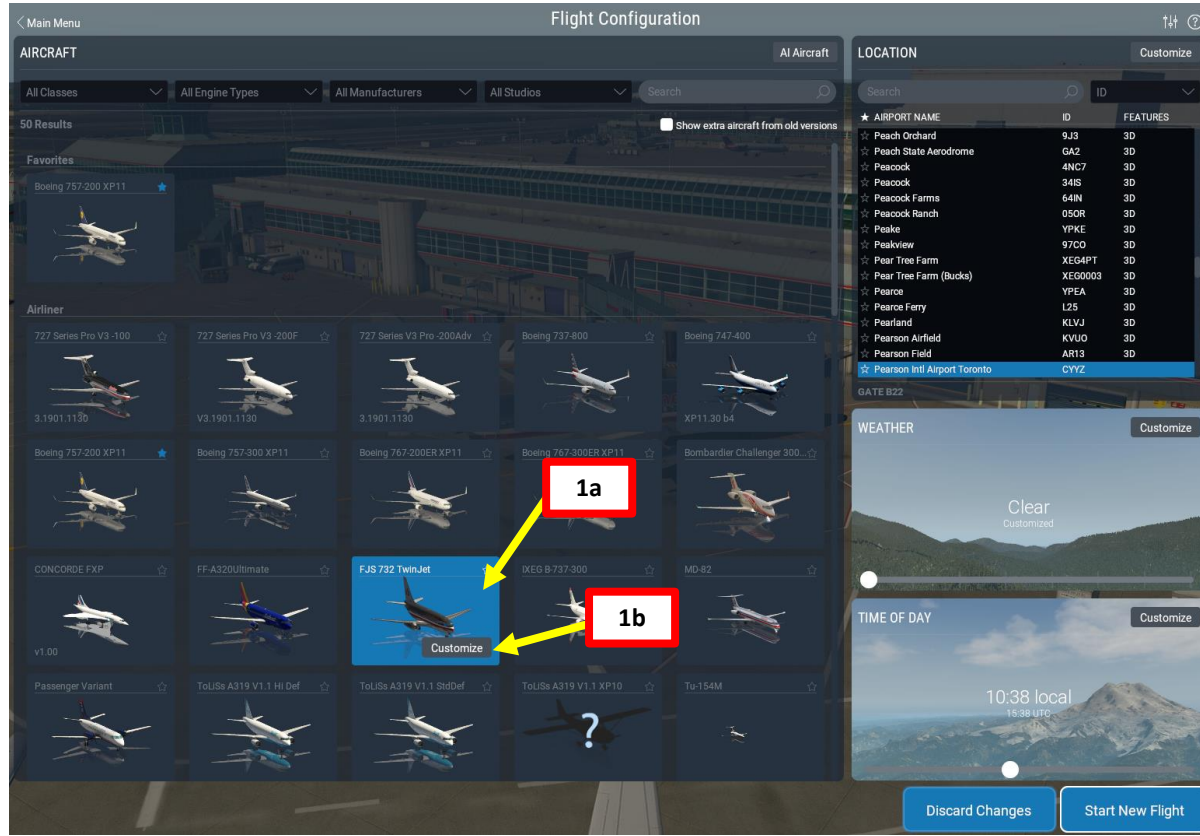 Main Menu
Flight Configuration
AIRCRAFT
AI Aircraft
All Classes
All Engine Types
All Manufacturers
All Studios
Search
50 Results
Show extra aircraft from old versions
Favorites
Boeing 757-200 XP11
Airliner
727 Series Pro V3 -100
727 Series Pro V3 -200F
727 Series V3 Pro -200Adv
Boeing 737-800
Boeing 747-400
3.1901.1130
V3.1901.1130
3.1901.1130
XP11.30 b4
Boeing 757-200 XP11
Boeing 757-300 XP11
Boeing 767-200ER XP11
Boeing 767-300ER XP11
Bombardier Challenger 300...
1a
CONCORDE FXP
FF-A320Ultimate
FJS 732 TwinJet
IXEG B-737-300
MD-82
1b
v1.00
Customize
Passenger Variant
ToLiSs A319 V1.1 Hi Def
ToLiSs A319 V1.1 StdDef
ToLiSs A319 V1.1 XP10
Tu-154M
?
LOCATION
Customize
Search
ID
AIRPORT NAME ID FEATURES
Peach Orchard 9J3 3D
Peach State Aerodrome GA2 3D
Peacock 4NC7 3D
Peacock 34IS 3D
Peacock Farms 64IN 3D
Peacock Ranch 05OR 3D
Peake YPKE 3D
Peakview 97CO 3D
Pear Tree Farm XEG4PT 3D
Pear Tree Farm (Bucks) XEG0003 3D
Pearce YPEA 3D
Pearce Ferry L25 3D
Pearland KLVJ 3D
Pearson Airfield KVUO 3D
Pearson Field AR13 3D
Pearson Intl Airport Toronto CYYZ
GATE B22
WEATHER
Customize
Clear
Customized
TIME OF DAY
Customize
10:38 local
15:38 UTC
Discard Changes
Start New Flight